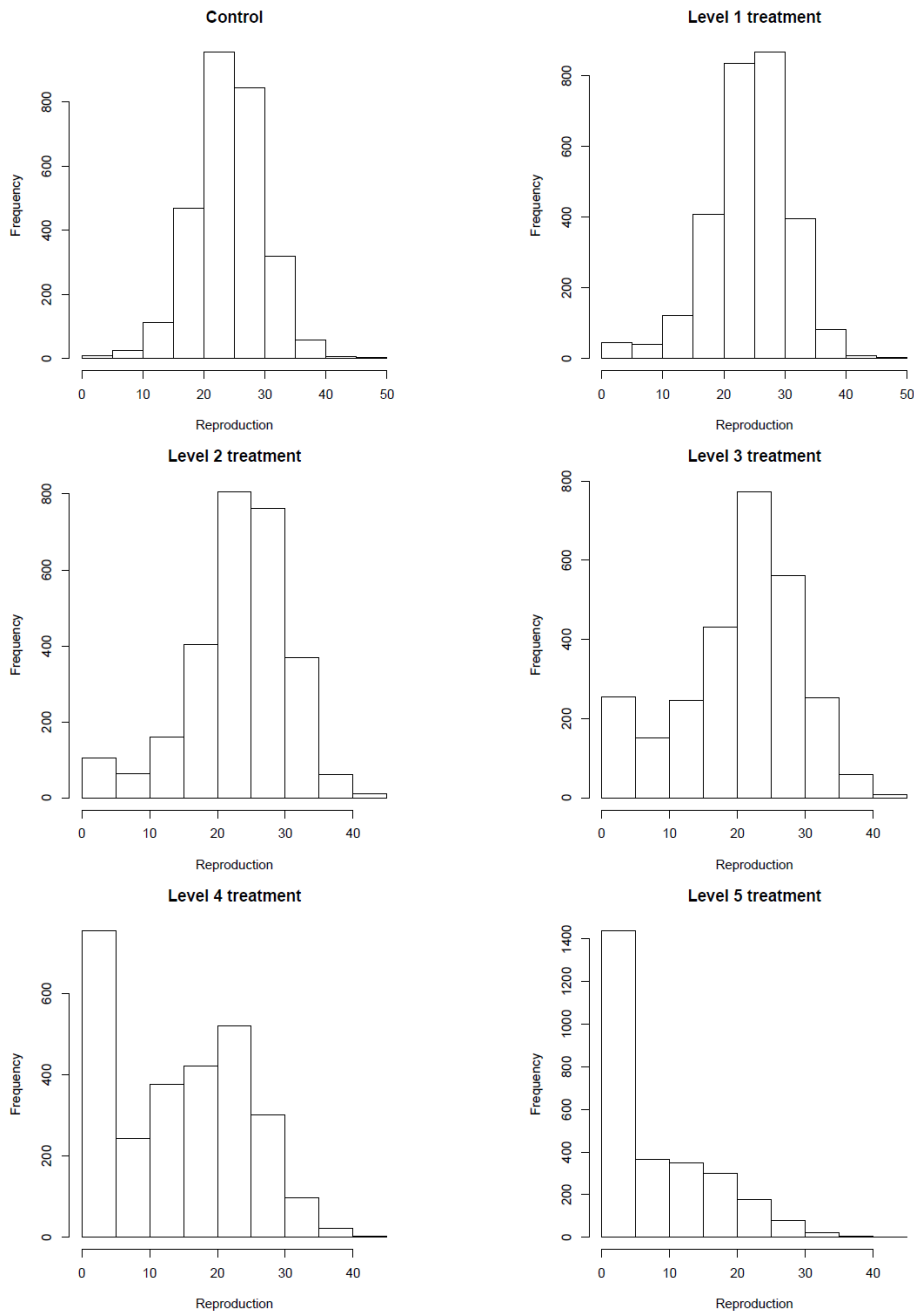 Control
Frequency
0 200 400 600 800
0 10 20 30 40 50
Reproduction
Level 1 treatment
Frequency
0 200 400 600 800
0 10 20 30 40 50
Reproduction
Level 2 treatment
Frequency
0 200 400 600 800
0 10 20 30 40
Reproduction
Level 3 treatment
Frequency
0 200 400 600 800
0 10 20 30 40
Reproduction
Level 4 treatment
Frequency
0 200 400 600
0 10 20 30 40
Reproduction
Level 5 treatment
Frequency
0 200 400 600 800 1000 1200 1400
0 10 20 30 40
Reproduction